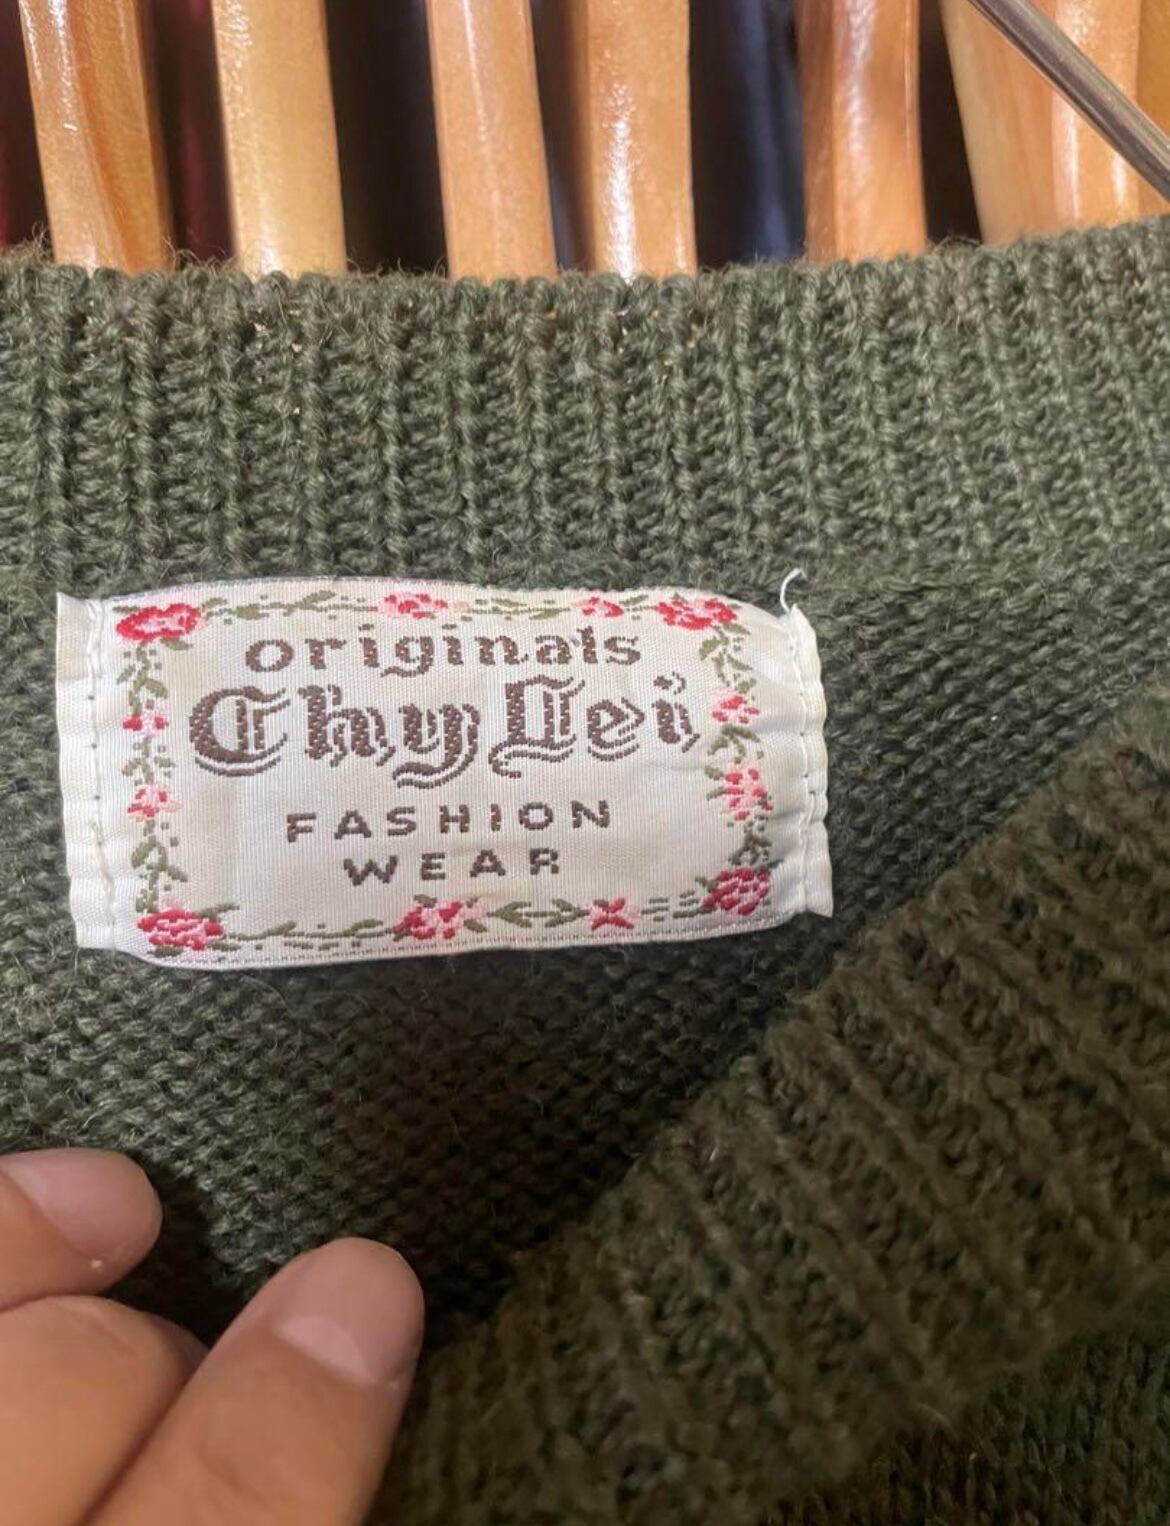 originals
Chy Lei
FASHION
WEAR